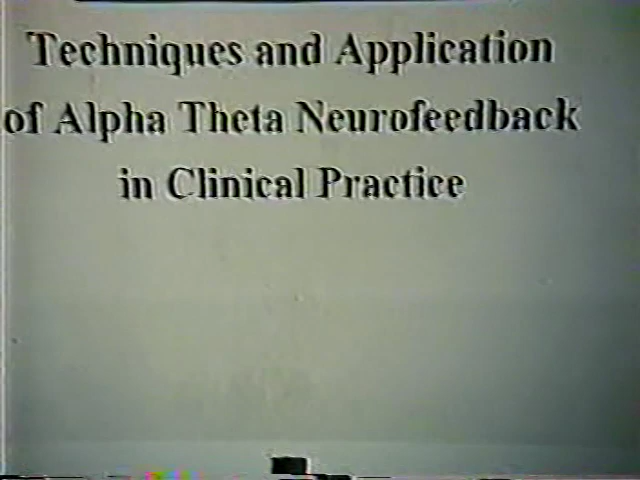 Techniques and Application
of Alpha Theta Neurofeedback
in Clinical Practice